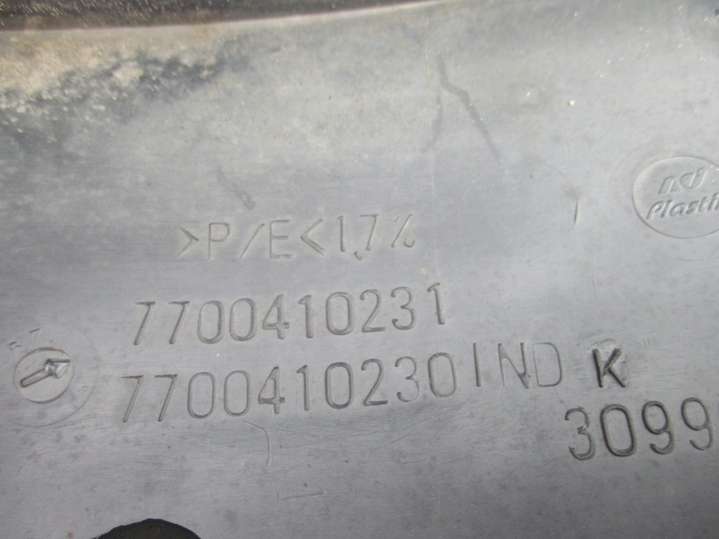 >P/E<1,7%
Plasti
7700410231
7700410230 IND K
3099